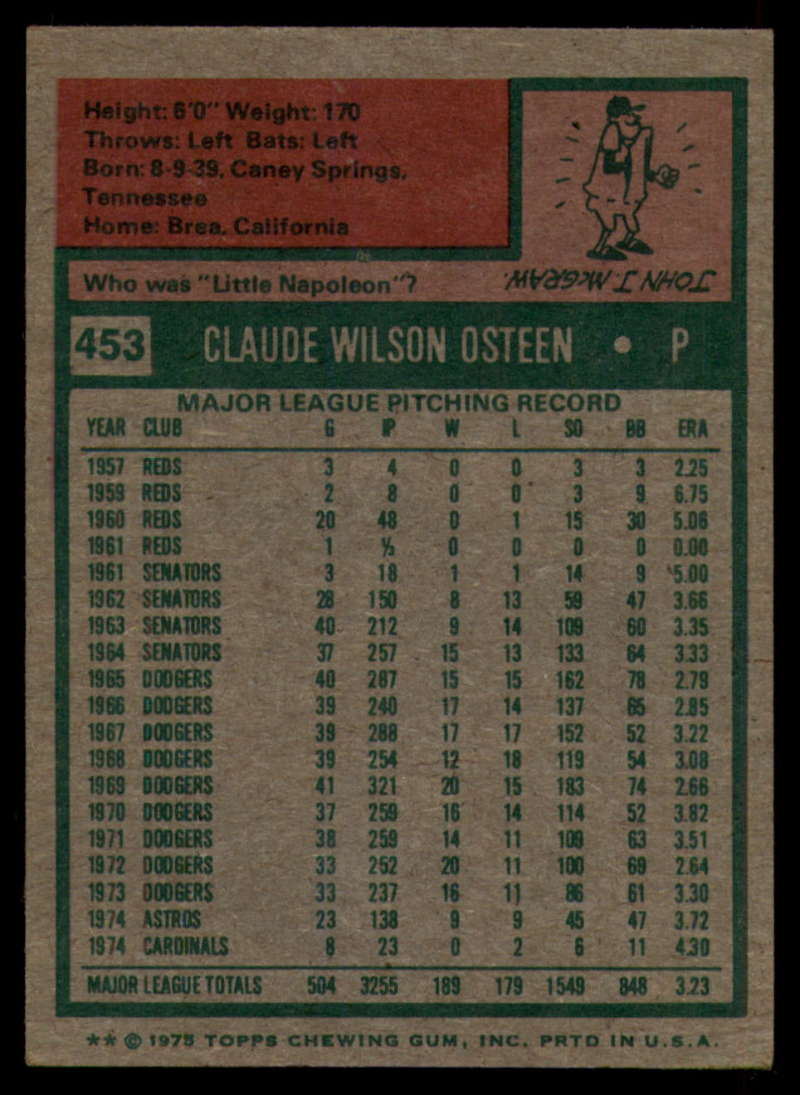 Height: 6'0" Weight: 170
Throws: Left Bats: Left
Born: 8-9-39, Caney Springs,
Tennessee
Home: Brea, California
Who was "Little Napoleon"?
JOHN J. McGRAW.
453 CLAUDE WILSON OSTEEN • P
MAJOR LEAGUE PITCHING RECORD
YEAR CLUB G IP W L SO BB ERA
1957 REDS 3 4 0 0 3 3 2.25
1959 REDS 2 8 0 0 3 9 6.75
1960 REDS 20 48 0 1 15 30 5.06
1961 REDS 1 ⅓ 0 0 0 0 0.00
1961 SENATORS 3 18 1 1 14 9 5.00
1962 SENATORS 28 150 8 13 59 47 3.66
1963 SENATORS 40 212 9 14 109 60 3.35
1964 SENATORS 37 257 15 13 133 64 3.33
1965 DODGERS 40 287 15 15 162 78 2.79
1966 DODGERS 39 240 17 14 137 65 2.85
1967 DODGERS 39 288 17 17 152 52 3.22
1968 DODGERS 39 254 12 18 119 54 3.08
1969 DODGERS 41 321 20 15 183 74 2.66
1970 DODGERS 37 259 16 14 114 52 3.82
1971 DODGERS 38 259 14 11 109 63 3.51
1972 DODGERS 33 252 20 11 100 69 2.64
1973 DODGERS 33 237 16 11 86 61 3.30
1974 ASTROS 23 138 9 9 45 47 3.72
1974 CARDINALS 8 23 0 2 6 11 4.30
MAJOR LEAGUE TOTALS 504 3255 189 179 1549 848 3.23
** © 1975 TOPPS CHEWING GUM, INC. PRTD IN U.S.A.